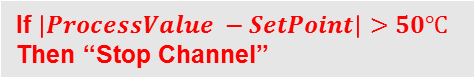 If |ProcessValue − SetPoint| > 50℃
Then “Stop Channel”